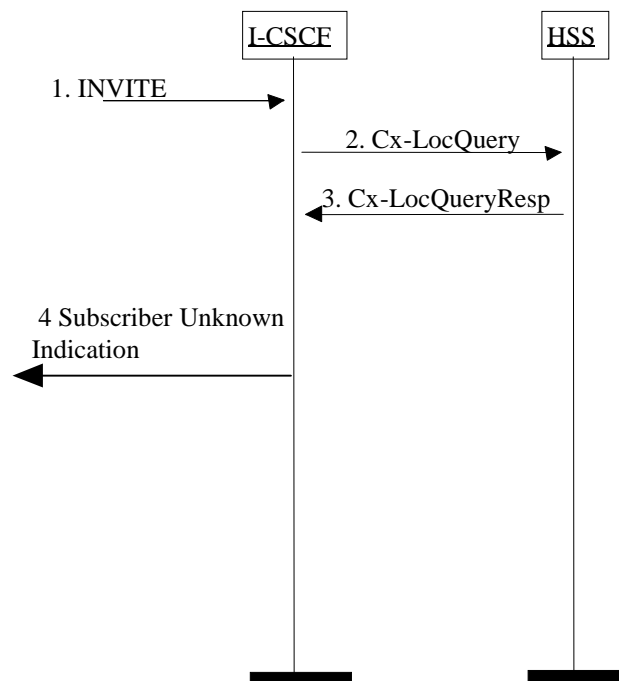 I-CSCF
HSS
1. INVITE
2. Cx-LocQuery
3. Cx-LocQueryResp
4 Subscriber Unknown
Indication